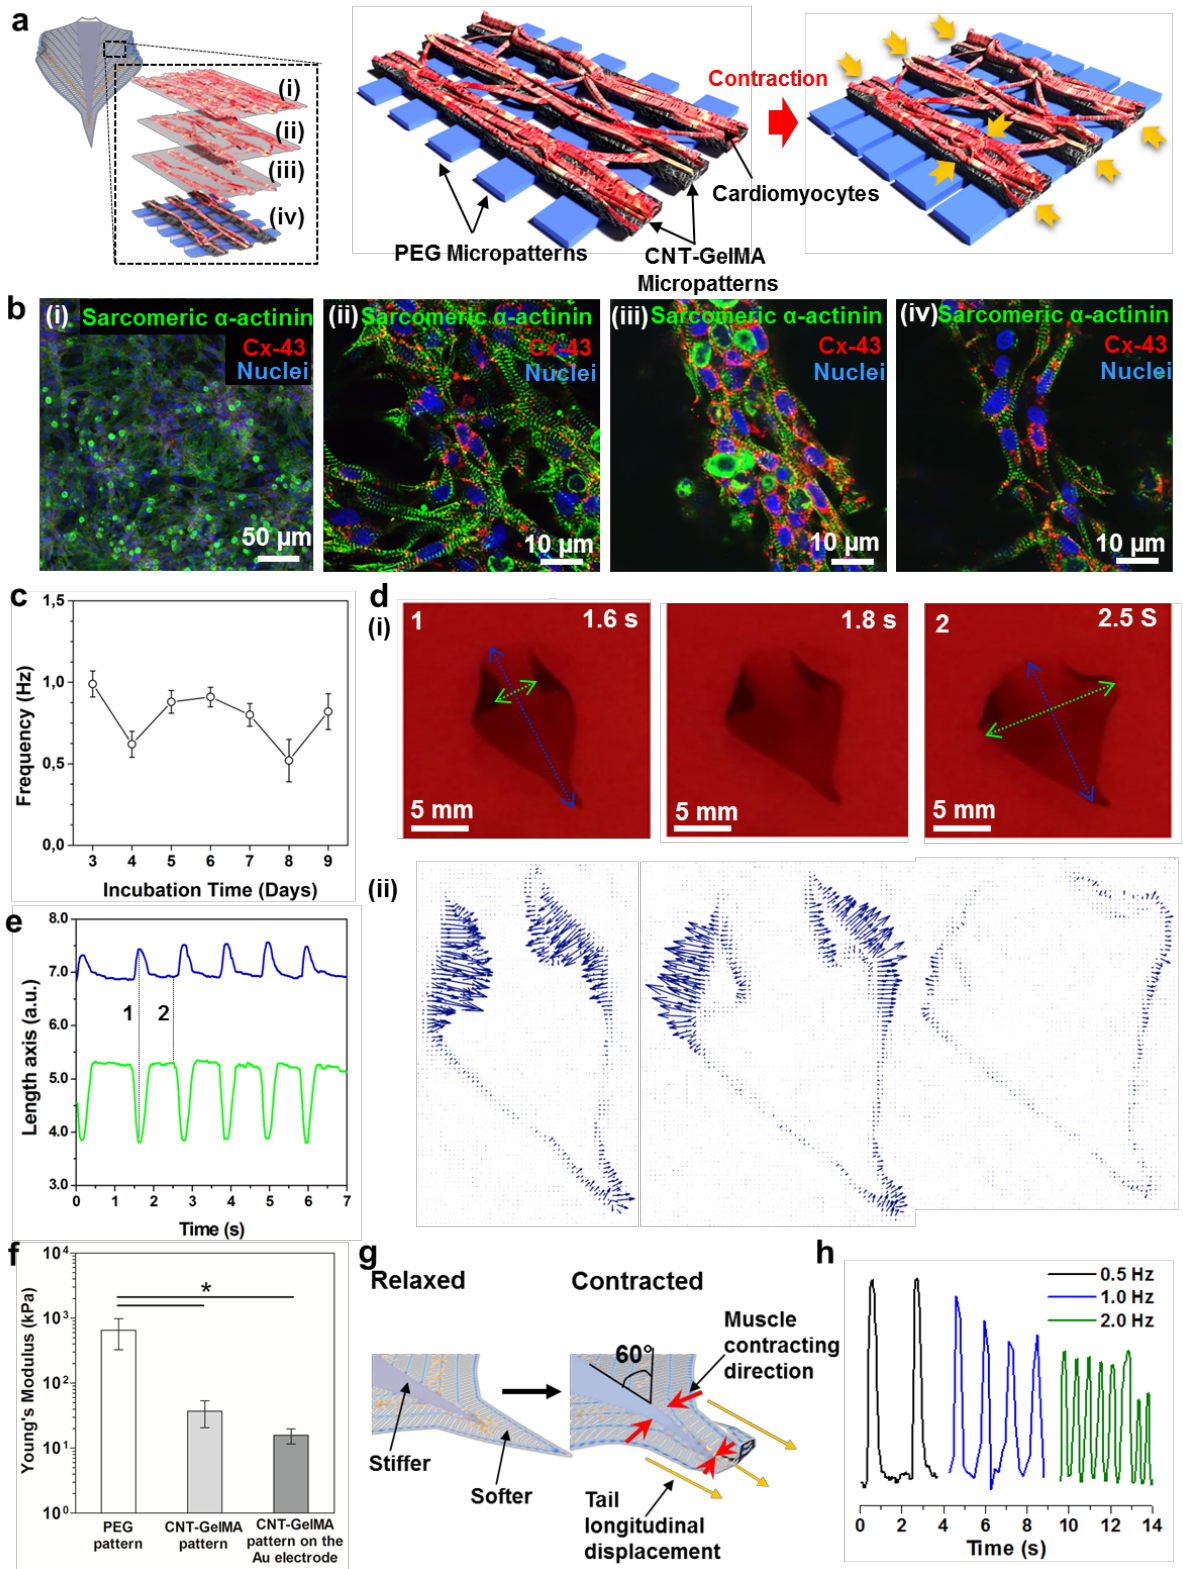 a
(i)
(ii)
(iii)
(iv)
Contraction
Cardiomyocytes
PEG Micropatterns
CNT-GelMA
Micropatterns
b
(i)
Sarcomeric α-actinin
Cx-43
Nuclei
50 µm
(ii)
Sarcomeric α-actinin
Cx-43
Nuclei
10 µm
(iii)
Sarcomeric α-actinin
Cx-43
Nuclei
10 µm
(iv)
Sarcomeric α-actinin
Cx-43
Nuclei
10 µm
c
1,5
1,0
0,5
0,0
Frequency (Hz)
3 4 5 6 7 8 9
Incubation Time (Days)
d
(i)
1
1.6 s
5 mm
1.8 s
5 mm
2
2.5 S
5 mm
(ii)
e
8.0
7.0
6.0
5.0
4.0
3.0
Length axis (a.u.)
1
2
0 1 2 3 4 5 6 7
Time (s)
f
10⁴
10³
10²
10¹
10⁰
Young's Modulus (kPa)
*
PEG
pattern
CNT-GelMA
pattern
CNT-GelMA
pattern on the
Au electrode
g
Relaxed
Contracted
60°
Muscle
contracting
direction
Stiffer
Softer
Tail
longitudinal
displacement
h
0.5 Hz
1.0 Hz
2.0 Hz
0 2 4 6 8 10 12 14
Time (s)